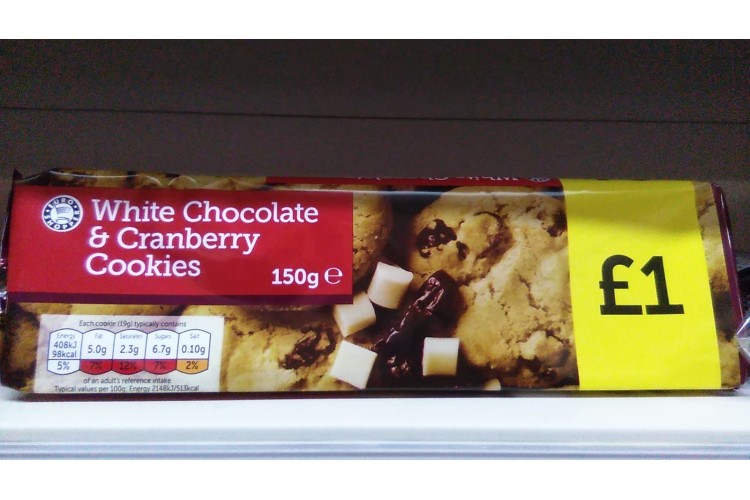 EURO
SHOPPER
White Chocolate
& Cranberry
Cookies
150g ℮
£1
Each cookie (19g) typically contains
Energy Fat Saturates Sugars Salt
408kJ
98kcal 5.0g 2.3g 6.7g 0.10g
5% 7% 12% 7% 2%
of an adult's reference intake
Typical values per 100g: Energy 2148kJ/513kcal